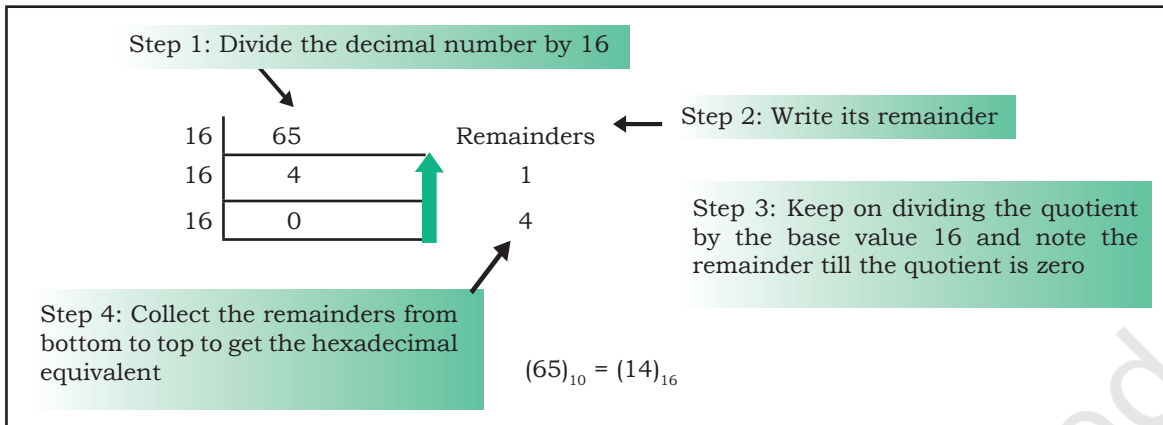 Step 1: Divide the decimal number by 16
Step 2: Write its remainder
16 65 Remainders
16 4 1
16 0 4
Step 3: Keep on dividing the quotient
by the base value 16 and note the
remainder till the quotient is zero
Step 4: Collect the remainders from
bottom to top to get the hexadecimal
equivalent
(65)₁₀ = (14)₁₆